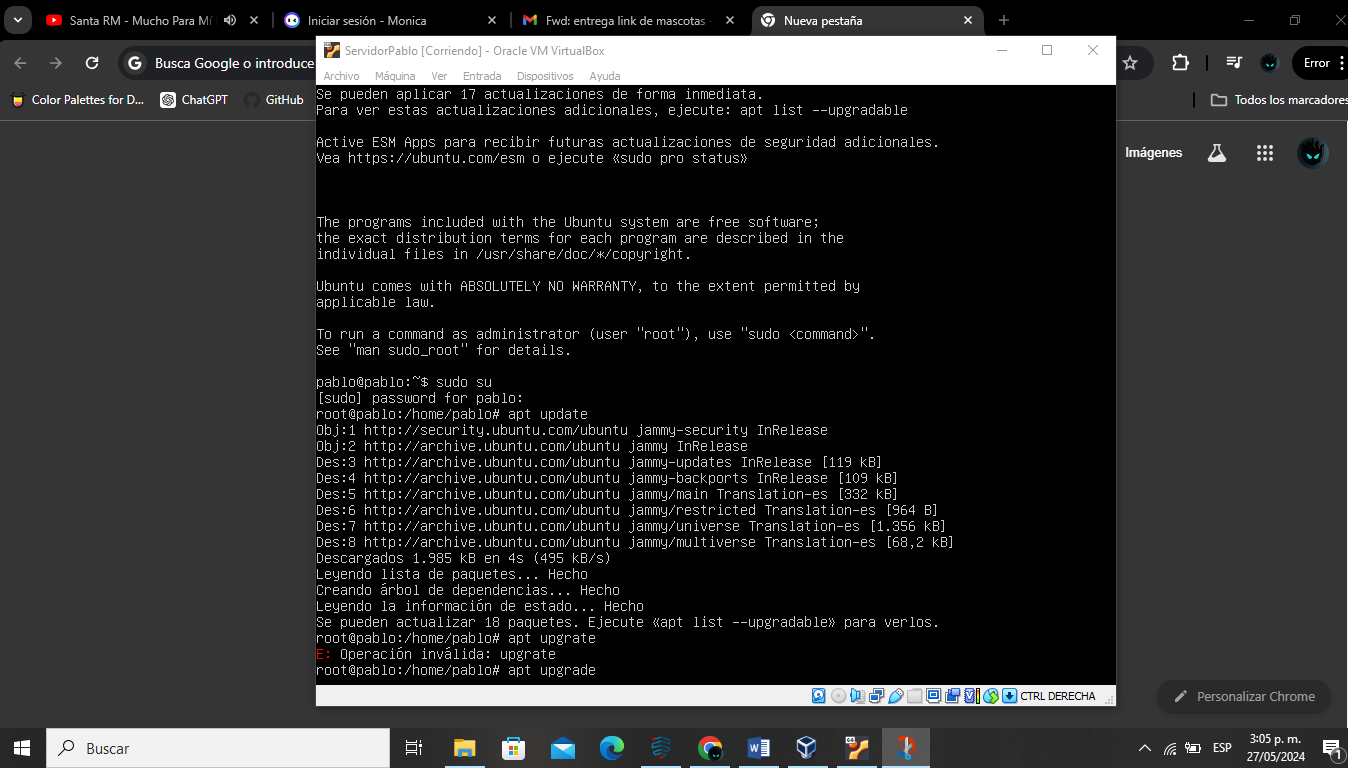 Santa RM - Mucho Para Mí
Iniciar sesión - Monica
Fwd: entrega link de mascotas -
Nueva pestaña
ServidorPablo [Corriendo] - Oracle VM VirtualBox
Busca Google o introduce
Error
Archivo Máquina Ver Entrada Dispositivos Ayuda
Color Palettes for D...
ChatGPT
GitHub
Todos los marcadores
Imágenes
Se pueden aplicar 17 actualizaciones de forma inmediata.
Para ver estas actualizaciones adicionales, ejecute: apt list --upgradable
Active ESM Apps para recibir futuras actualizaciones de seguridad adicionales.
Vea https://ubuntu.com/esm o ejecute «sudo pro status»
The programs included with the Ubuntu system are free software;
the exact distribution terms for each program are described in the
individual files in /usr/share/doc/*/copyright.
Ubuntu comes with ABSOLUTELY NO WARRANTY, to the extent permitted by
applicable law.
To run a command as administrator (user "root"), use "sudo <command>".
See "man sudo_root" for details.
pablo@pablo:~$ sudo su
[sudo] password for pablo:
root@pablo:/home/pablo# apt update
Obj:1 http://security.ubuntu.com/ubuntu jammy-security InRelease
Obj:2 http://archive.ubuntu.com/ubuntu jammy InRelease
Des:3 http://archive.ubuntu.com/ubuntu jammy-updates InRelease [119 kB]
Des:4 http://archive.ubuntu.com/ubuntu jammy-backports InRelease [109 kB]
Des:5 http://archive.ubuntu.com/ubuntu jammy/main Translation-es [332 kB]
Des:6 http://archive.ubuntu.com/ubuntu jammy/restricted Translation-es [964 B]
Des:7 http://archive.ubuntu.com/ubuntu jammy/universe Translation-es [1.356 kB]
Des:8 http://archive.ubuntu.com/ubuntu jammy/multiverse Translation-es [68,2 kB]
Descargados 1.985 kB en 4s (495 kB/s)
Leyendo lista de paquetes... Hecho
Creando árbol de dependencias... Hecho
Leyendo la información de estado... Hecho
Se pueden actualizar 18 paquetes. Ejecute «apt list --upgradable» para verlos.
root@pablo:/home/pablo# apt upgrate
E: Operación inválida: upgrate
root@pablo:/home/pablo# apt upgrade
CTRL DERECHA
Personalizar Chrome
Buscar
ESP
3:05 p. m.
27/05/2024
1